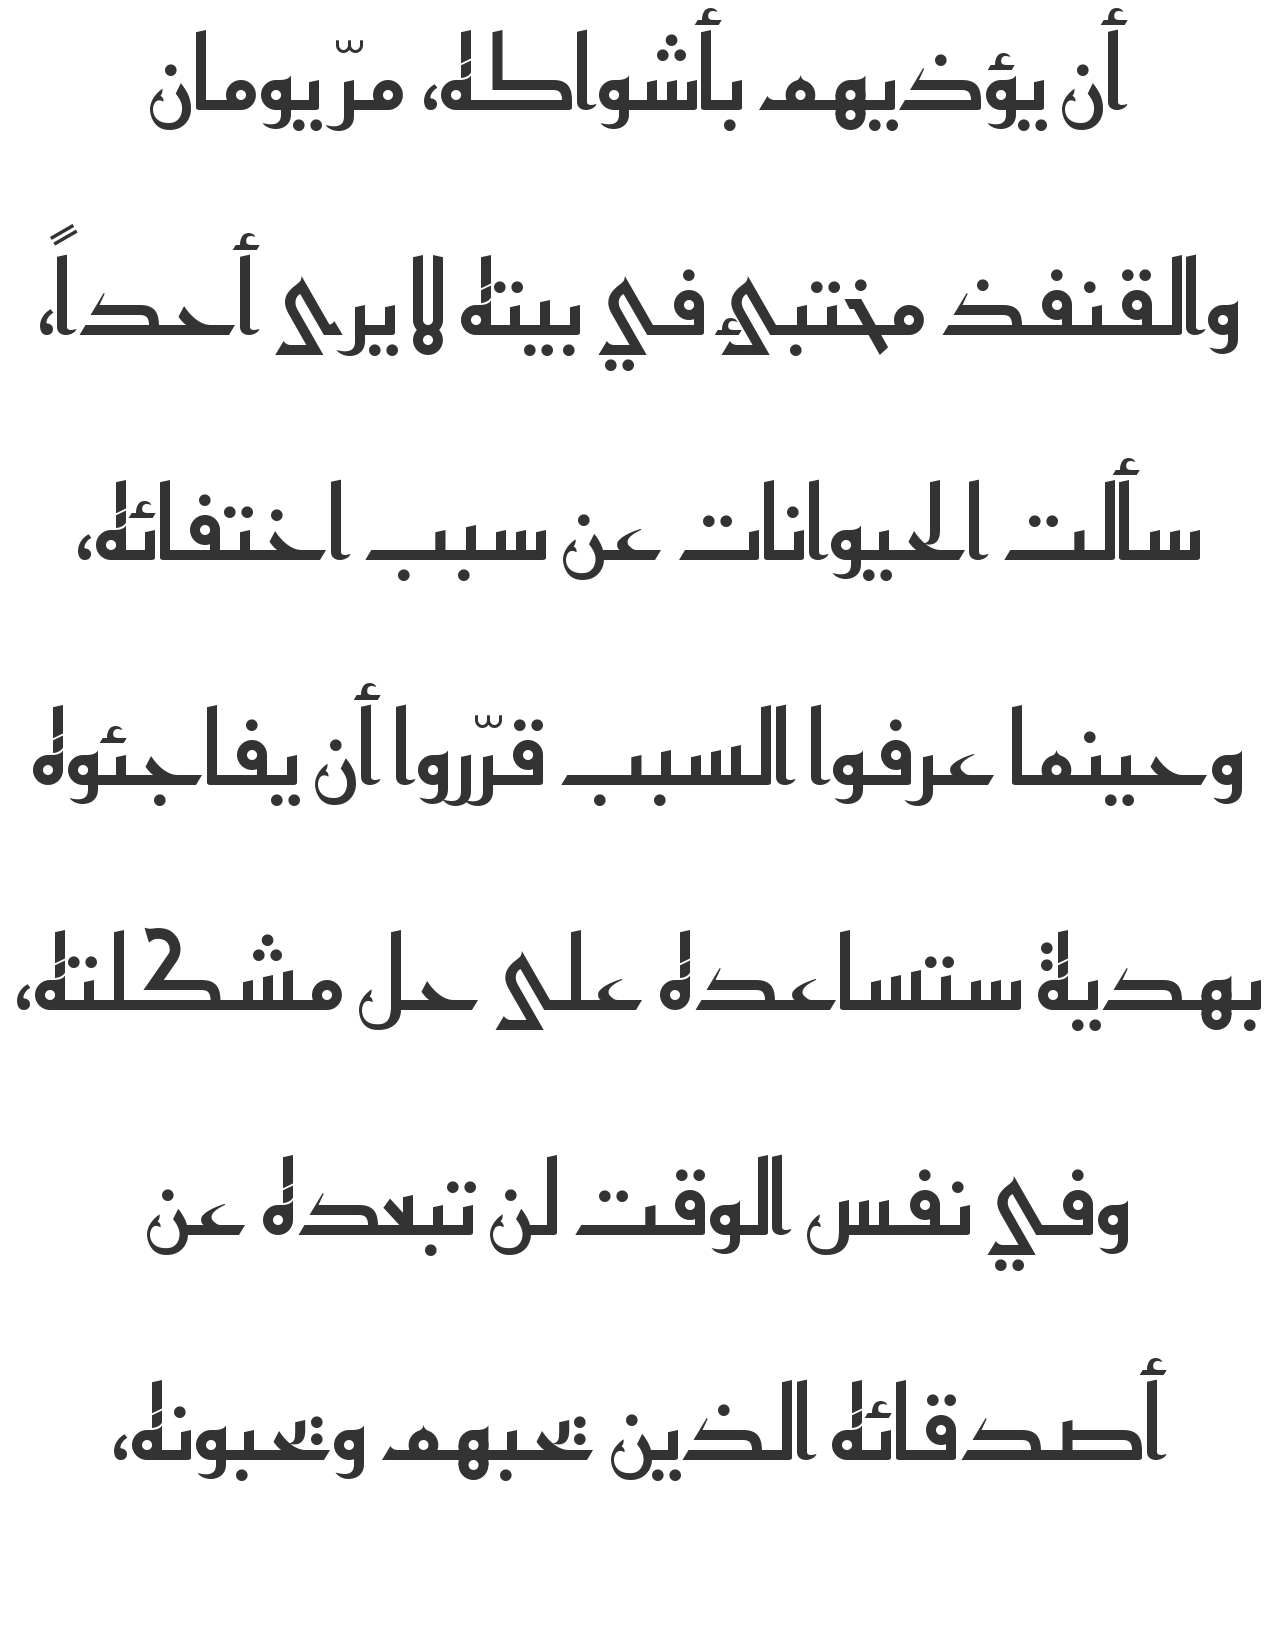 أن يؤذيهم بأشواكه، مرّ يومان
والقنفذ مختبئ في بيته لا يرى أحداً،
سألت الحيوانات عن سبب اختفائه،
وحينما عرفوا السبب قرّروا أن يفاجئوه
بهدية ستساعده على حل مشكلته،
وفي نفس الوقت لن تبعده عن
أصدقائه الذين يحبهم ويحبونه،